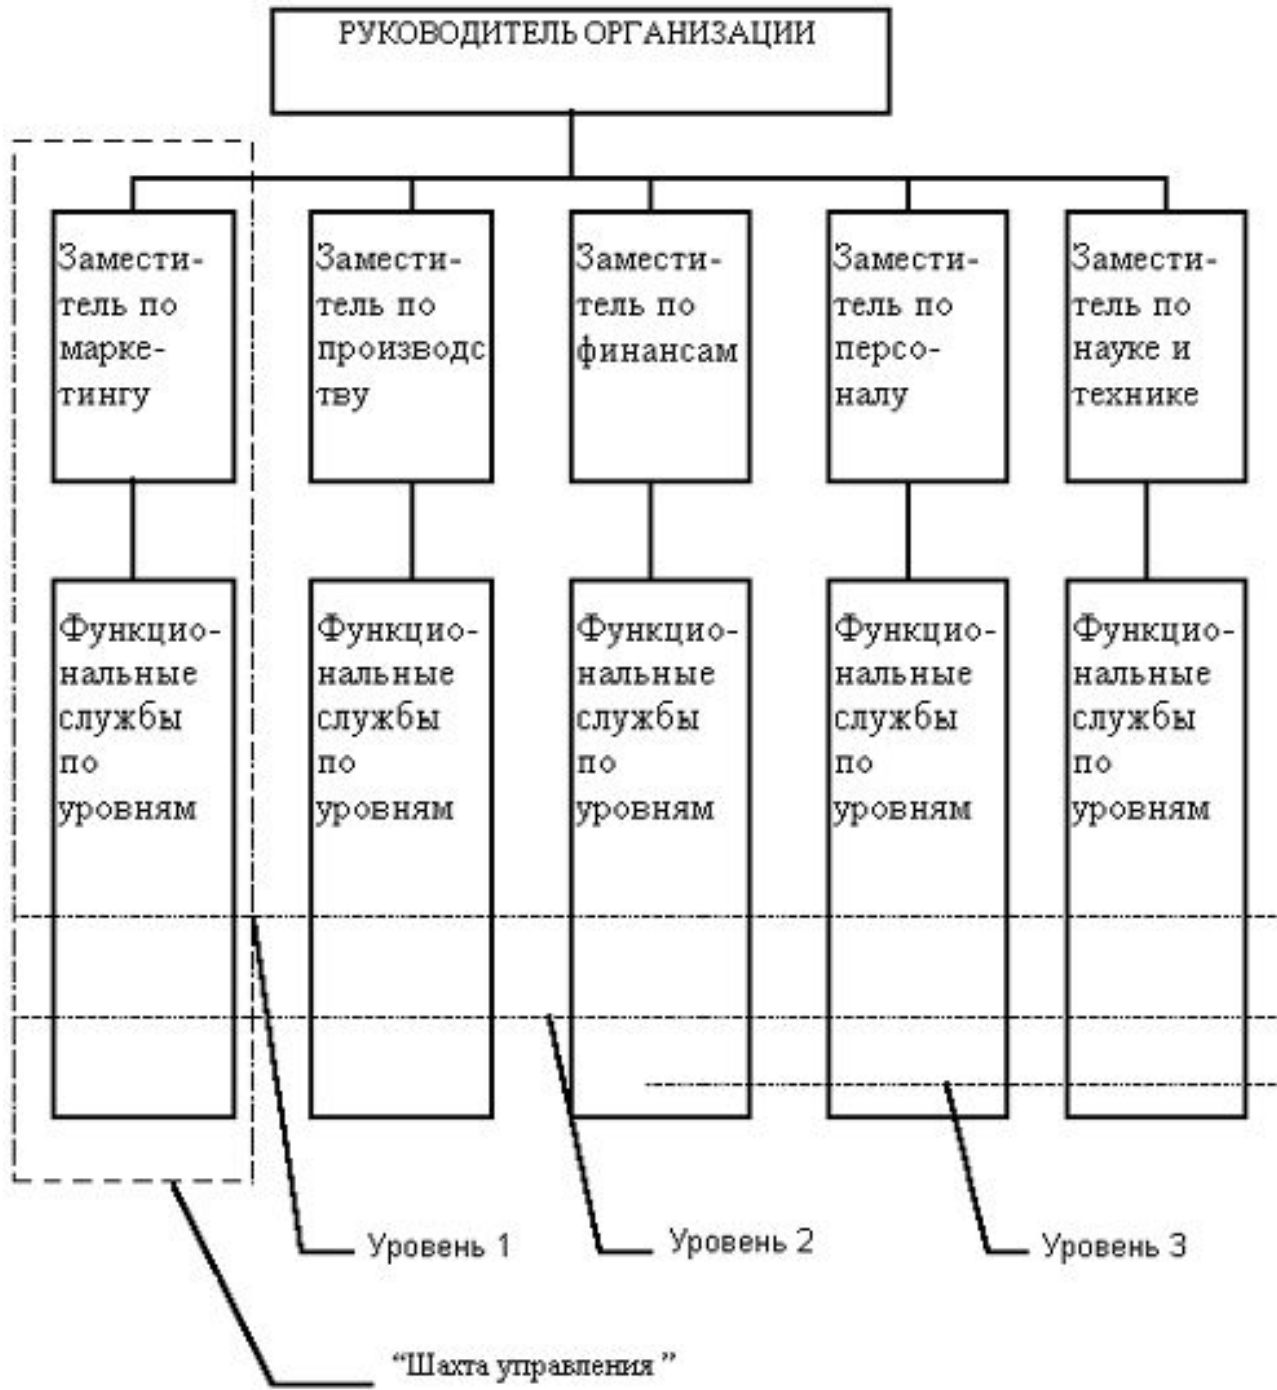 РУКОВОДИТЕЛЬ ОРГАНИЗАЦИИ
Замести-
тель по
марке-
тингу
Замести-
тель по
производс
тву
Замести-
тель по
финансам
Замести-
тель по
персо-
налу
Замести-
тель по
науке и
технике
Функцио-
нальные
службы
по
уровням
Функцио-
нальные
службы
по
уровням
Функцио-
нальные
службы
по
уровням
Функцио-
нальные
службы
по
уровням
Функцио-
нальные
службы
по
уровням
Уровень 1
Уровень 2
Уровень 3
“Шахта управления ”